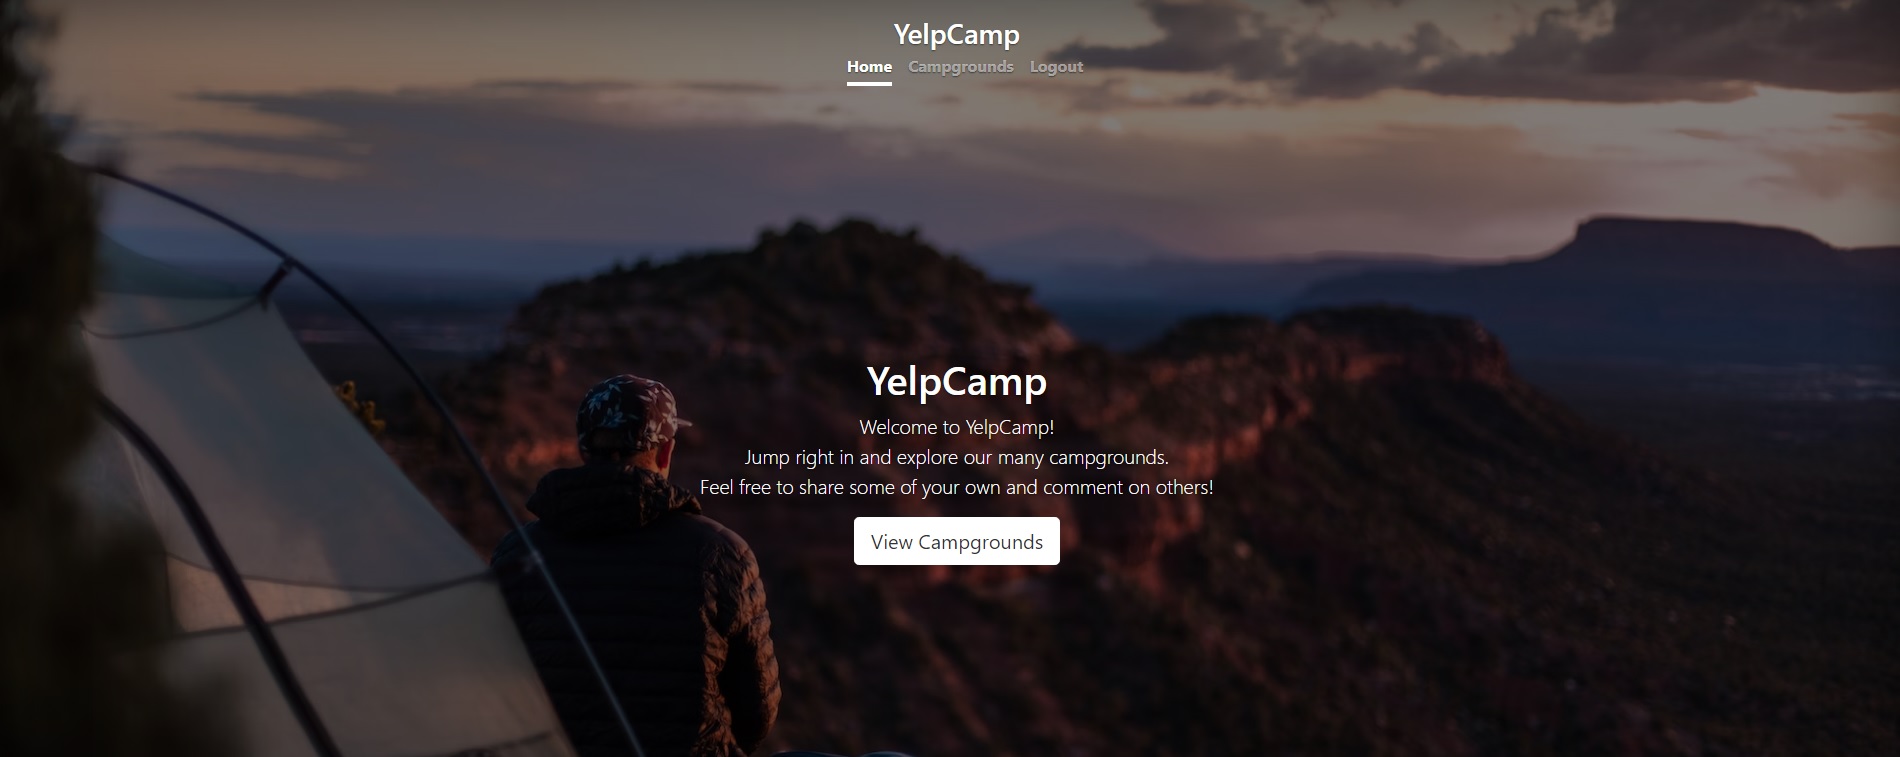 YelpCamp
Home Campgrounds Logout
YelpCamp
Welcome to YelpCamp!
Jump right in and explore our many campgrounds.
Feel free to share some of your own and comment on others!
View Campgrounds